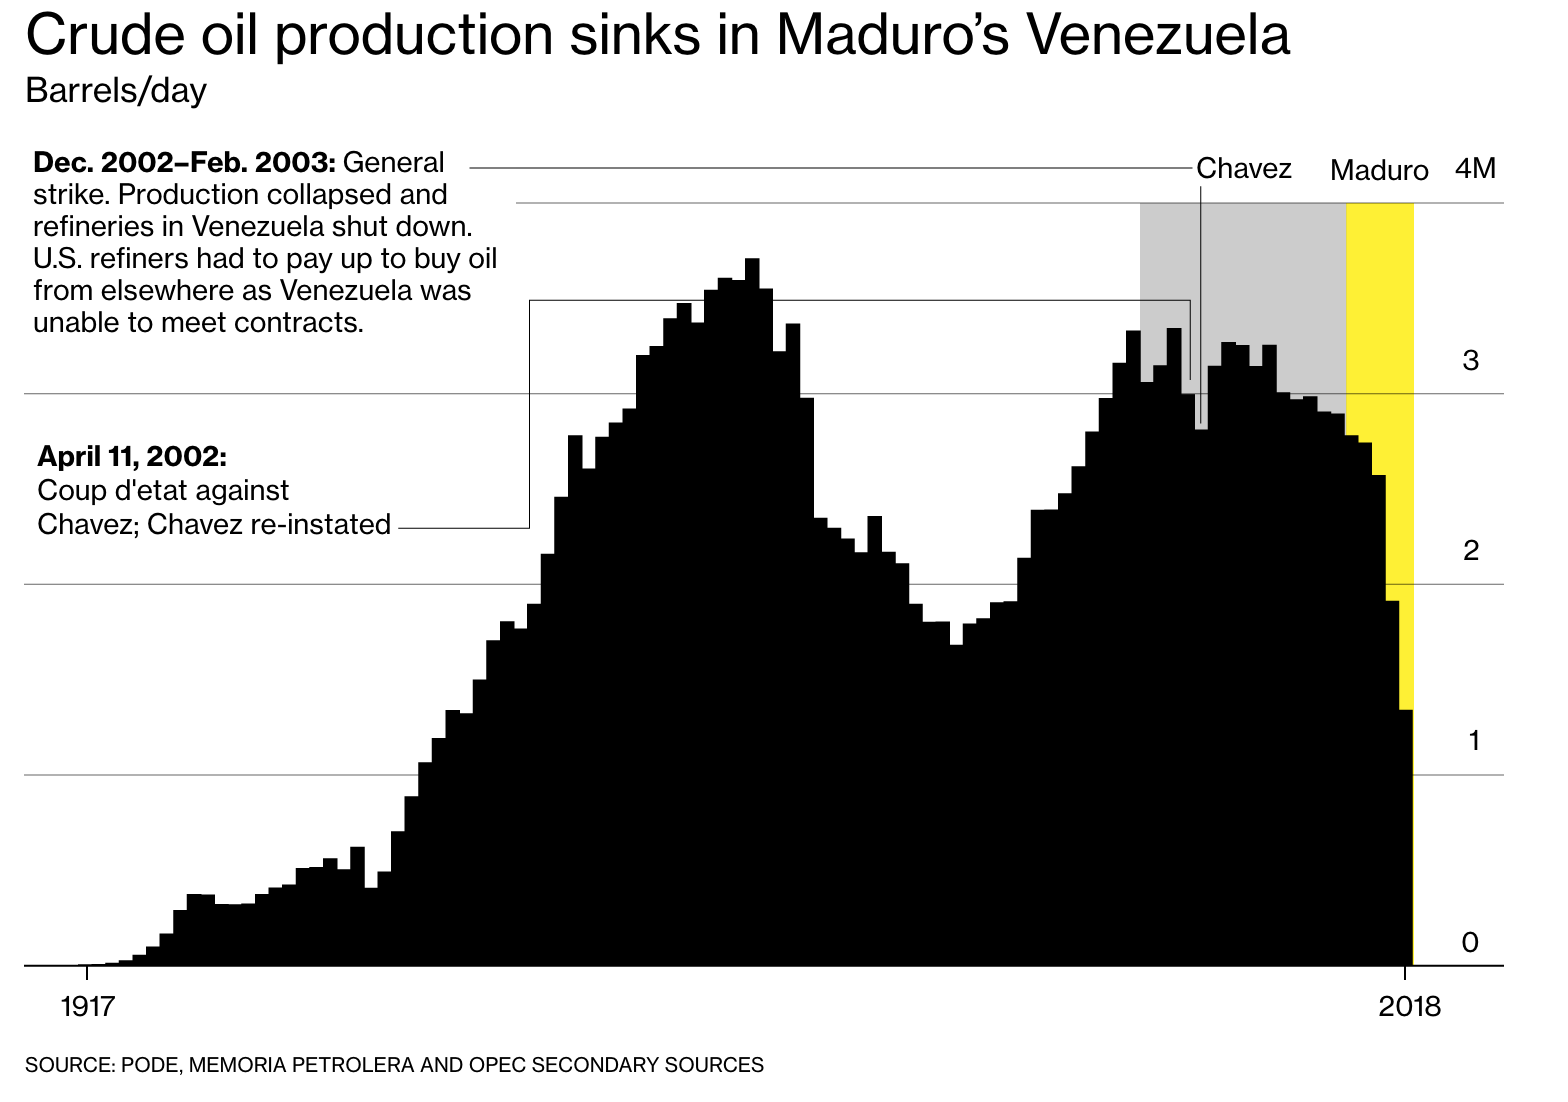 Crude oil production sinks in Maduro’s Venezuela
Barrels/day
Dec. 2002–Feb. 2003: General
strike. Production collapsed and
refineries in Venezuela shut down.
U.S. refiners had to pay up to buy oil
from elsewhere as Venezuela was
unable to meet contracts.
Chavez
Maduro
4M
3
April 11, 2002:
Coup d'etat against
Chavez; Chavez re-instated
2
1
0
1917
2018
SOURCE: PODE, MEMORIA PETROLERA AND OPEC SECONDARY SOURCES